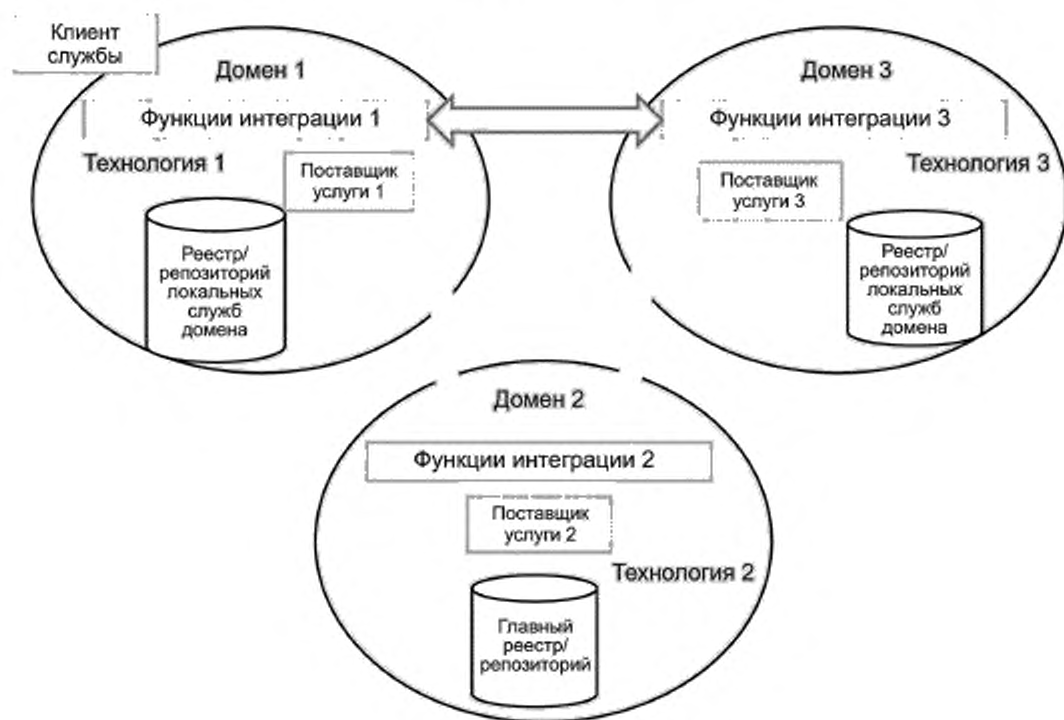 Клиент
службы
Домен 1
Функции интеграции 1
Технология 1
Поставщик
услуги 1
Реестр/
репозиторий
локальных
служб
домена
Домен 3
Функции интеграции 3
Технология 3
Поставщик
услуги 3
Реестр/
репозиторий
локальных
служб
домена
Домен 2
Функции интеграции 2
Поставщик
услуги 2
Технология 2
Главный
реестр/
репозиторий